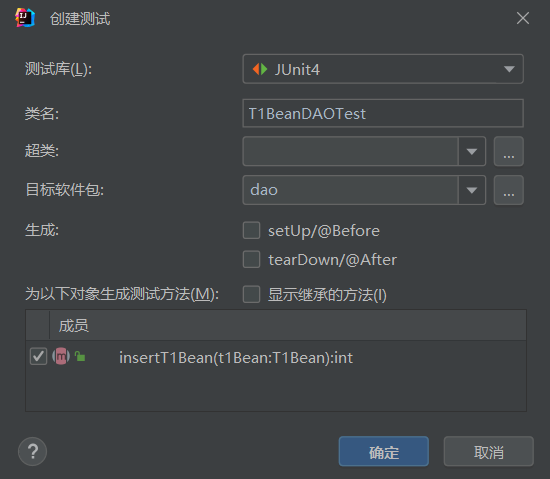 创建测试
测试库(L):
JUnit4
类名:
T1BeanDAOTest
超类:
...
目标软件包:
dao
...
生成:
setUp/@Before
tearDown/@After
为以下对象生成测试方法(M):
显示继承的方法(I)
成员
m
insertT1Bean(t1Bean:T1Bean):int
?
确定
取消